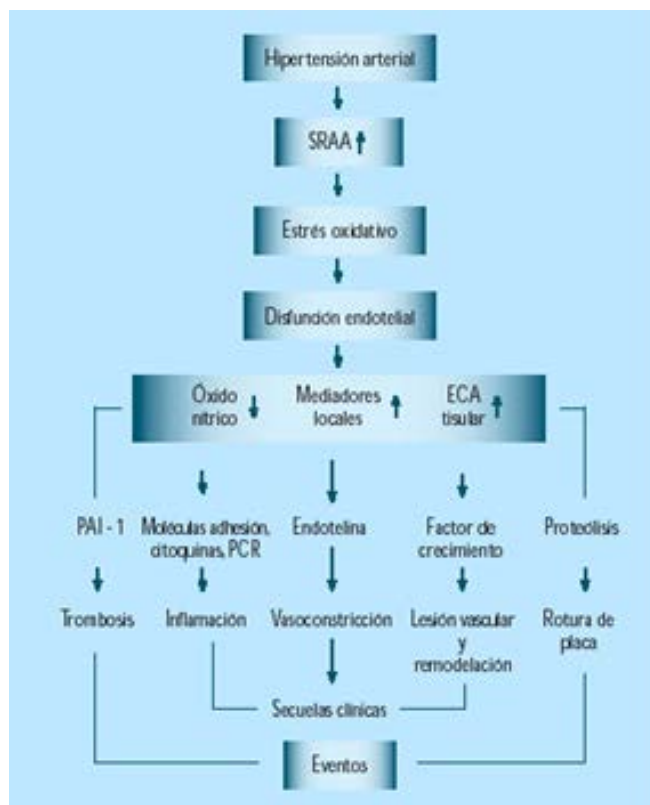 Hipertensión arterial
SRAA
Estrés oxidativo
Disfunción endotelial
Óxido
nítrico
Mediadores
locales
ECA
tisular
PAI - 1
Moléculas adhesión,
citoquinas, PCR
Endotelina
Factor de
crecimiento
Proteólisis
Trombosis
Inflamación
Vasoconstricción
Lesión vascular
y
remodelación
Rotura de
placa
Secuelas clínicas
Eventos